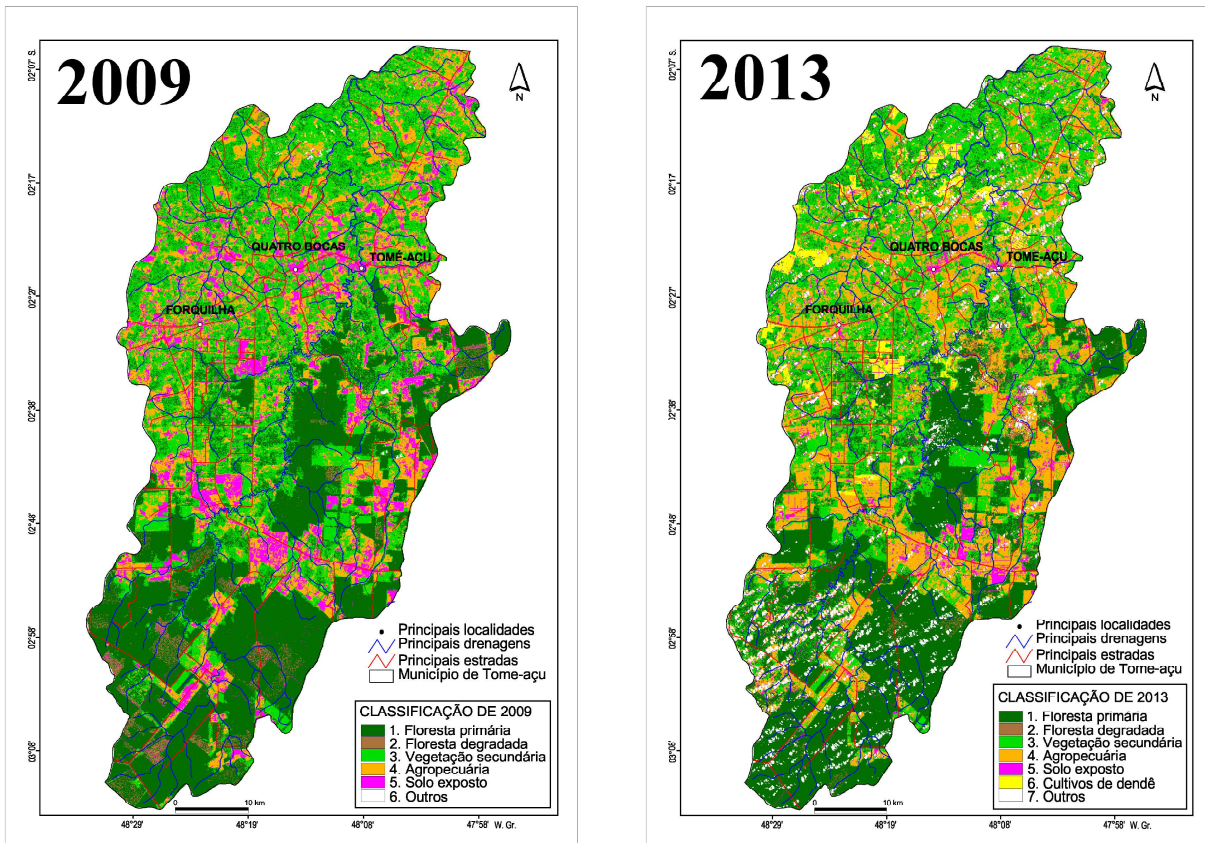 2009
N
02°07' S.
02°17'
02°27'
02°38'
02°48'
02°58'
03°08'
QUATRO BOCAS
TOMÉ-AÇU
FORQUILHA
Principais localidades
Principais drenagens
Principais estradas
Município de Tome-açu
CLASSIFICAÇÃO DE 2009
1. Floresta primária
2. Floresta degradada
3. Vegetação secundária
4. Agropecuária
5. Solo exposto
6. Outros
0 10 km
48°29' 48°19' 48°08' 47°58' W. Gr.
2013
N
02°07' S.
02°17'
02°27'
02°38'
02°48'
02°58'
03°08'
QUATRO BOCAS
TOMÉ-AÇU
FORQUILHA
Principais localidades
Principais drenagens
Principais estradas
Município de Tome-açu
CLASSIFICAÇÃO DE 2013
1. Floresta primária
2. Floresta degradada
3. Vegetação secundária
4. Agropecuária
5. Solo exposto
6. Cultivos de dendê
7. Outros
0 10 km
48°29' 48°19' 48°08' 47°58' W. Gr.